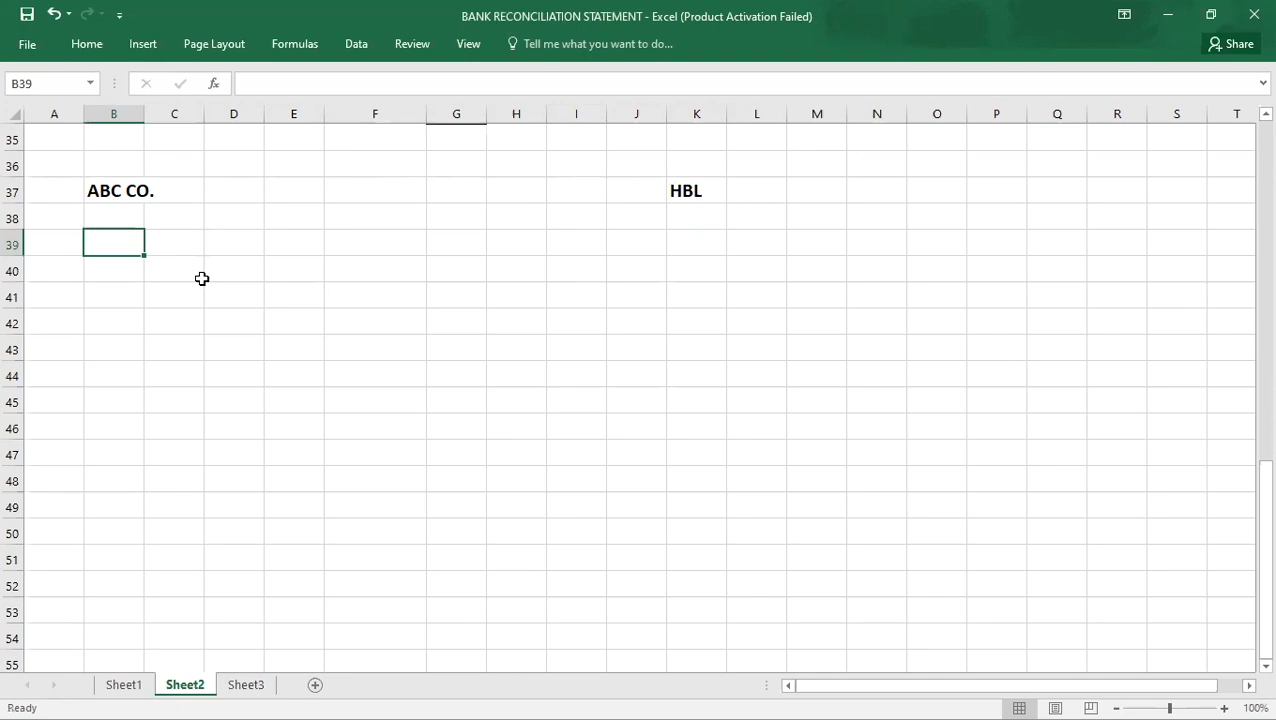 BANK RECONCILIATION STATEMENT - Excel (Product Activation Failed)
File Home Insert Page Layout Formulas Data Review View Tell me what you want to do... Share
B39 fx
A B C D E F G H I J K L M N O P Q R S T
35
36
37 ABC CO. HBL
38
39
40
41
42
43
44
45
46
47
48
49
50
51
52
53
54
55
Sheet1 Sheet2 Sheet3
Ready 100%